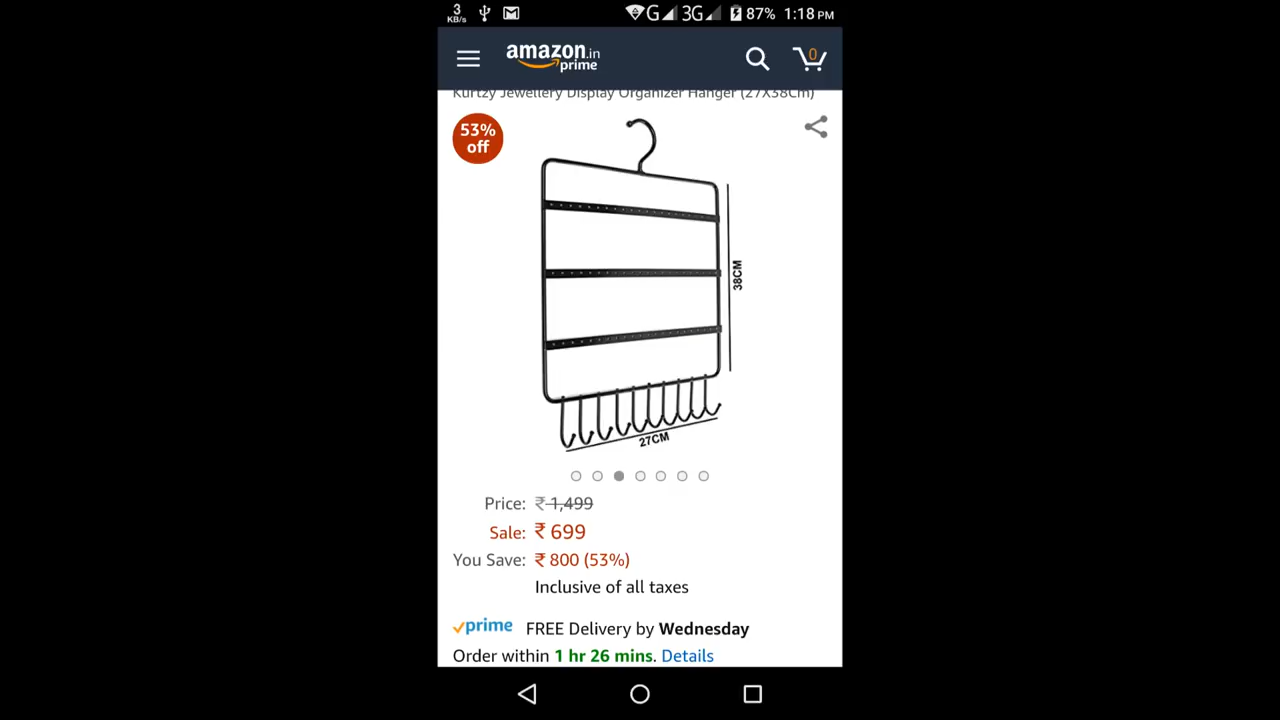 3
KB/s
G
3G
87%
1:18 PM
amazon.in
prime
0
Kurtzy Jewellery Display Organizer Hanger (27X38Cm)
53%
off
38CM
27CM
Price: ₹ 1,499
Sale: ₹ 699
You Save: ₹ 800 (53%)
Inclusive of all taxes
prime FREE Delivery by Wednesday
Order within 1 hr 26 mins. Details